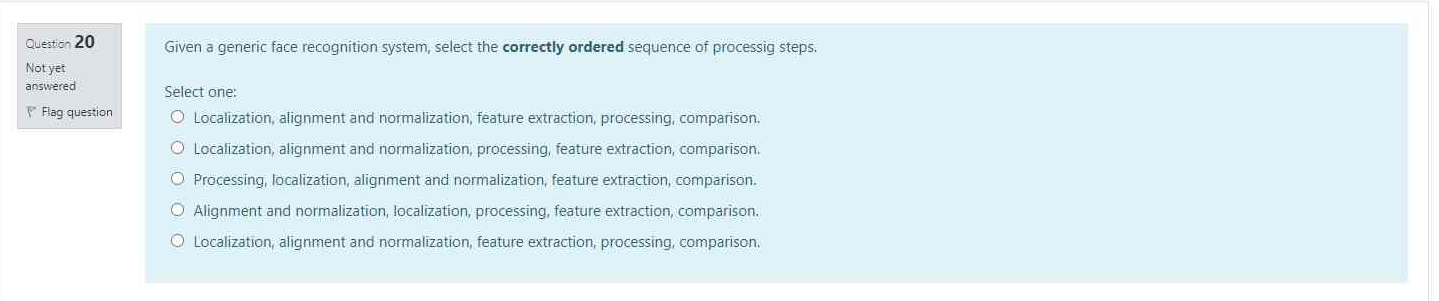 Question 20
Not yet
answered
Flag question
Given a generic face recognition system, select the correctly ordered sequence of processig steps.
Select one:
Localization, alignment and normalization, feature extraction, processing, comparison.
Localization, alignment and normalization, processing, feature extraction, comparison.
Processing, localization, alignment and normalization, feature extraction, comparison.
Alignment and normalization, localization, processing, feature extraction, comparison.
Localization, alignment and normalization, feature extraction, processing, comparison.